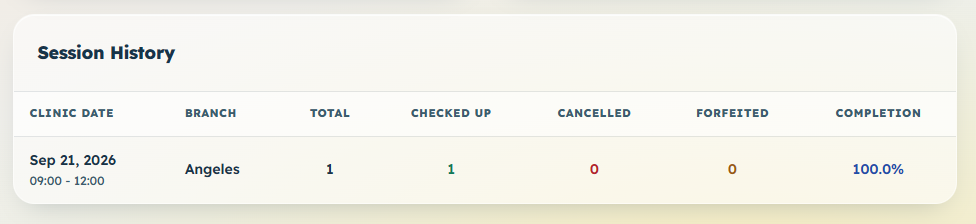 Session History
CLINIC DATE BRANCH TOTAL CHECKED UP CANCELLED FORFEITED COMPLETION
Sep 21, 2026 Angeles 1 1 0 0 100.0%
09:00 - 12:00